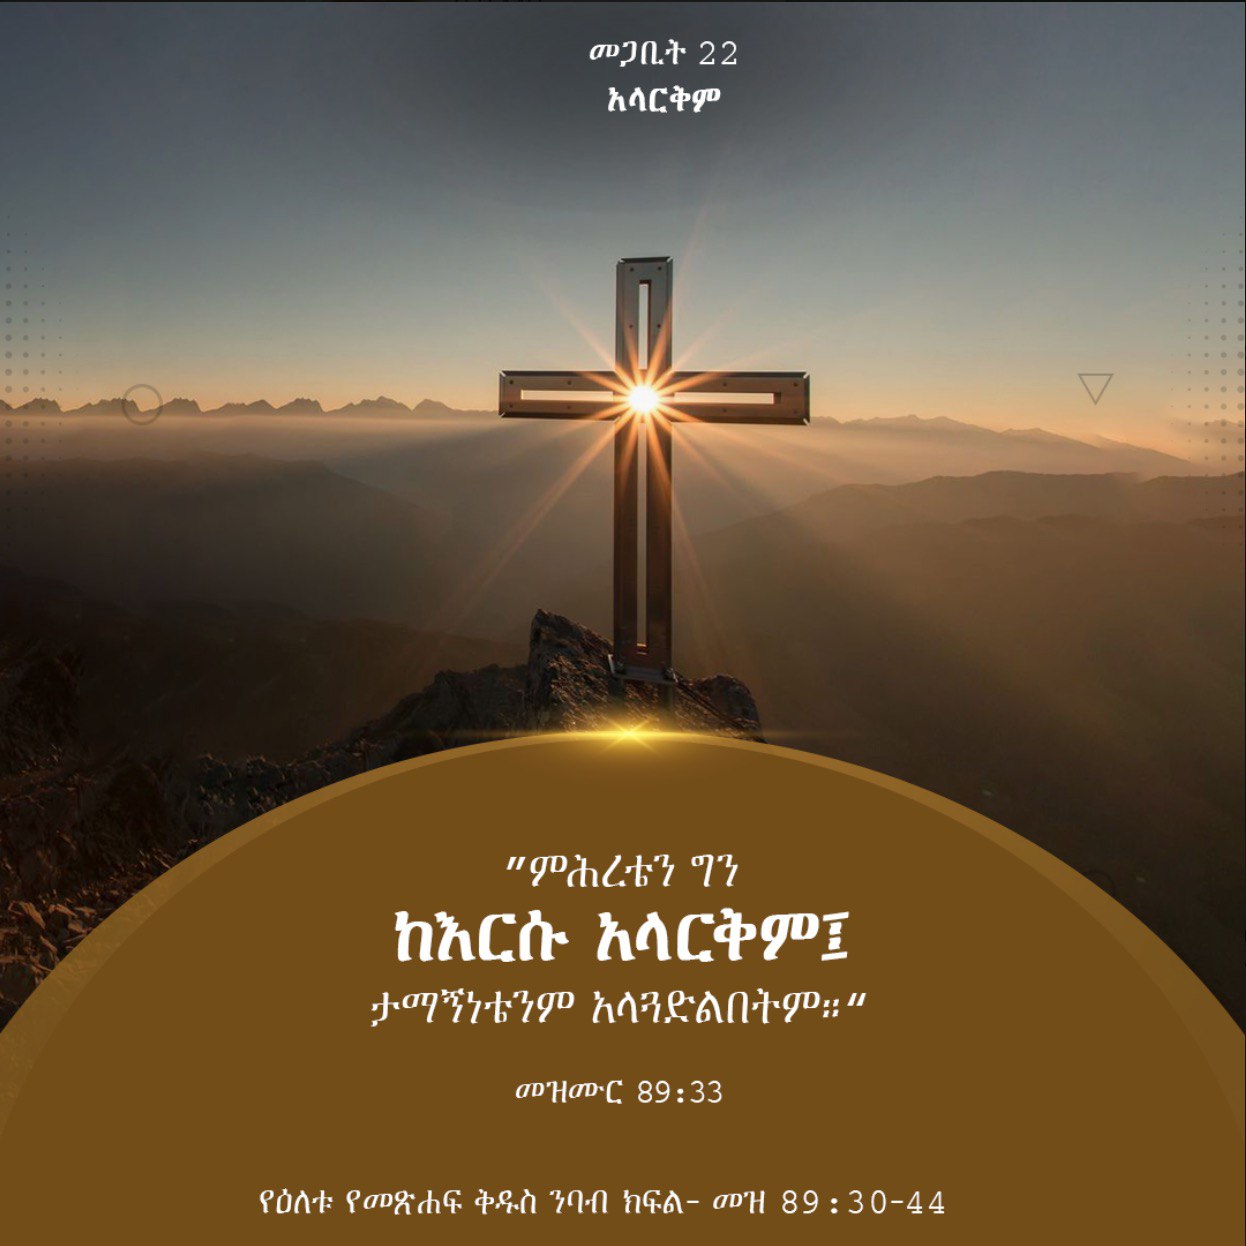 መጋቢት 22
አላርቅም
"ምሕረቴን ግን
ከእርሱ አላርቅም፤
ታማኝነቴንም አላጓድልበትም።"
መዝሙር 89:33
የዕለቱ የመጽሐፍ ቅዱስ ንባብ ክፍል- መዝ 89:30-44